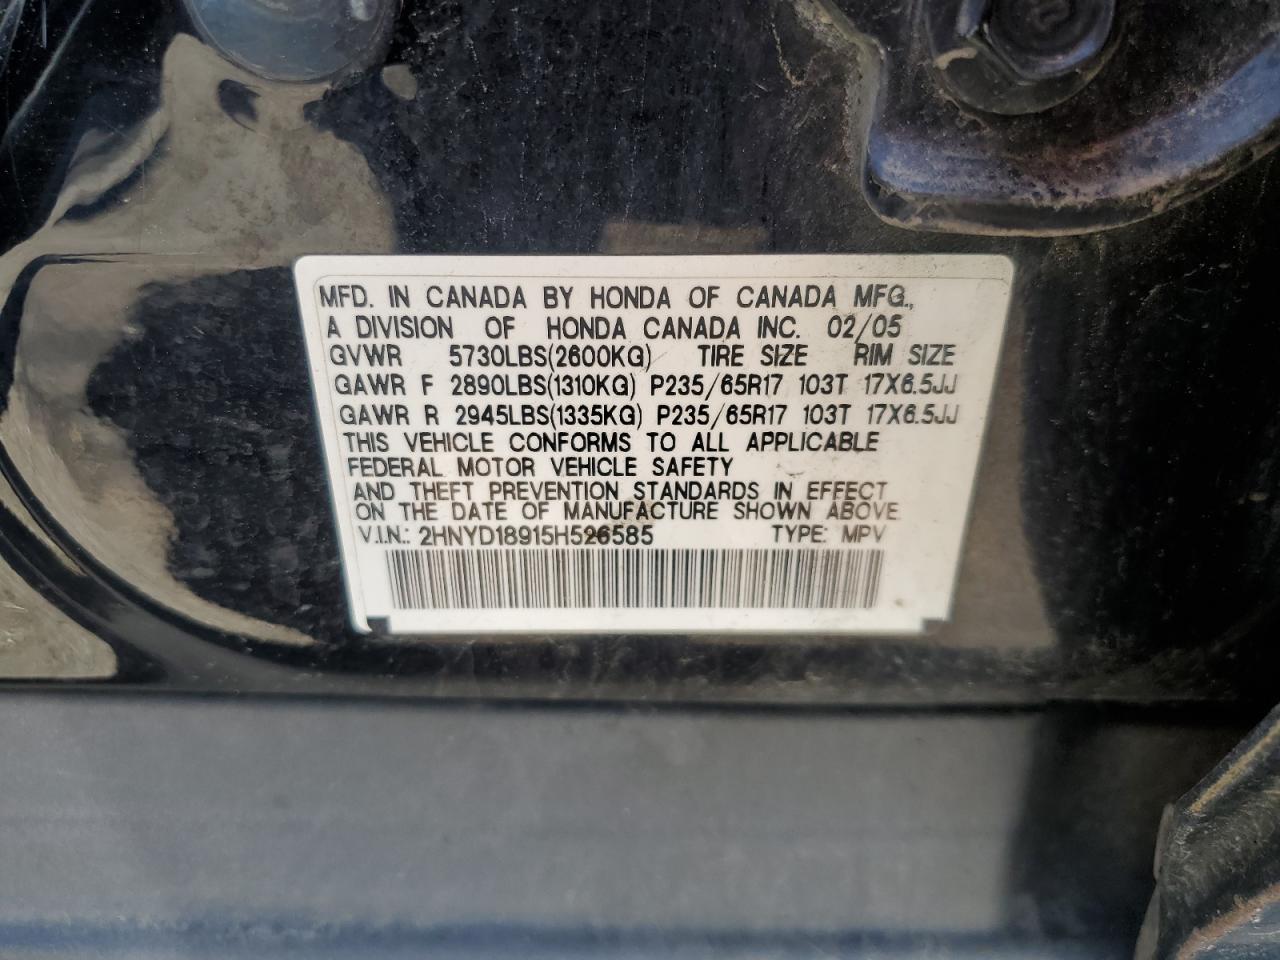 MFD. IN CANADA BY HONDA OF CANADA MFG.,
A DIVISION OF HONDA CANADA INC. 02/05
GVWR 5730LBS(2600KG) TIRE SIZE RIM SIZE
GAWR F 2890LBS(1310KG) P235/65R17 103T 17X6.5JJ
GAWR R 2945LBS(1335KG) P235/65R17 103T 17X6.5JJ
THIS VEHICLE CONFORMS TO ALL APPLICABLE
FEDERAL MOTOR VEHICLE SAFETY
AND THEFT PREVENTION STANDARDS IN EFFECT
ON THE DATE OF MANUFACTURE SHOWN ABOVE
V.I.N.: 2HNYD18915H526585 TYPE: MPV